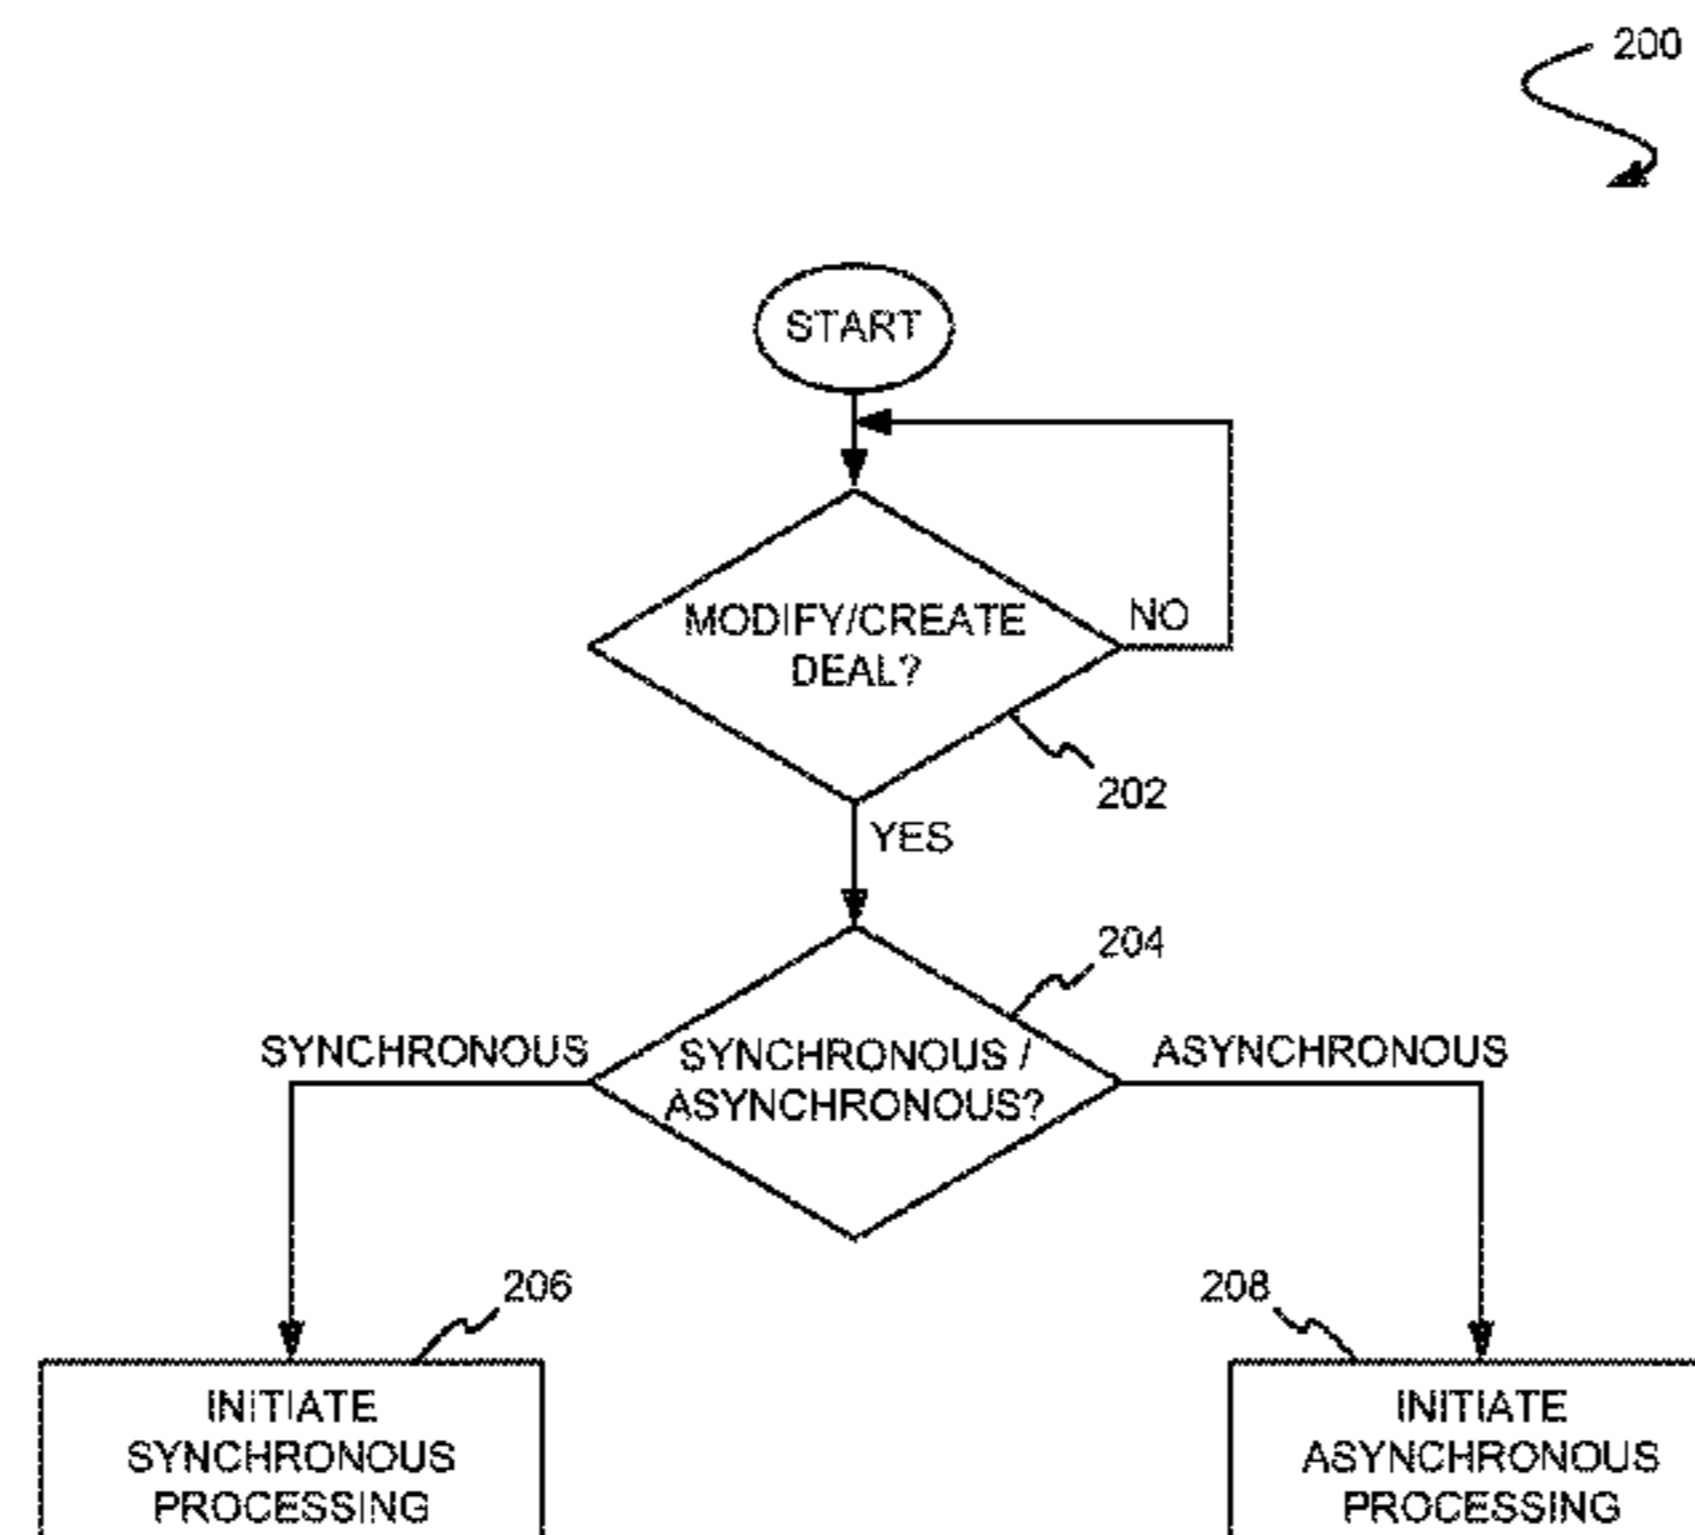 200
START
MODIFY/CREATE
DEAL?
NO
202
YES
204
SYNCHRONOUS
SYNCHRONOUS /
ASYNCHRONOUS?
ASYNCHRONOUS
206
208
INITIATE
SYNCHRONOUS
PROCESSING
INITIATE
ASYNCHRONOUS
PROCESSING